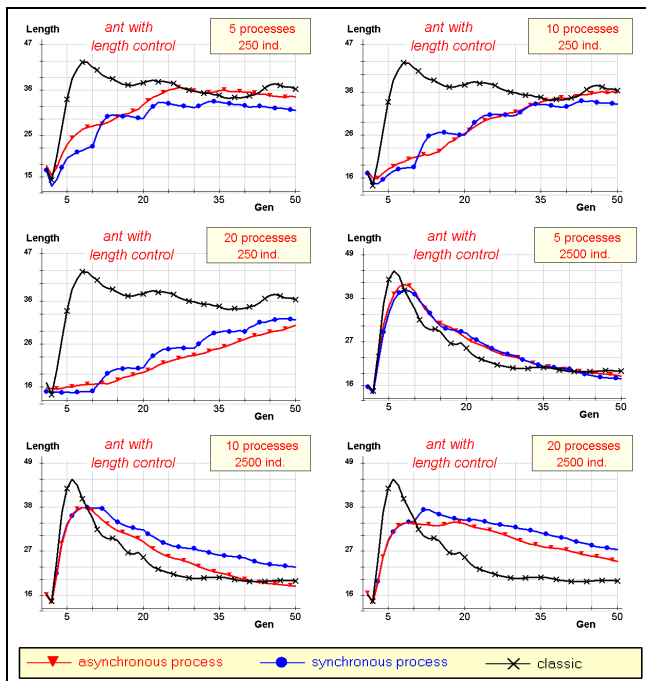 Length
ant with
length control
5 processes
250 ind.
47
36
26
15
5
20
35
50
Gen
Length
ant with
length control
10 processes
250 ind.
47
36
26
15
5
20
35
50
Gen
Length
ant with
length control
20 processes
250 ind.
47
36
26
16
5
20
35
50
Gen
Length
ant with
length control
5 processes
2500 ind.
49
38
27
16
5
20
35
50
Gen
Length
ant with
length control
10 processes
2500 ind.
49
38
27
16
5
20
35
50
Gen
Length
ant with
length control
20 processes
2500 ind.
49
38
27
16
5
20
35
50
Gen
asynchronous process synchronous process classic